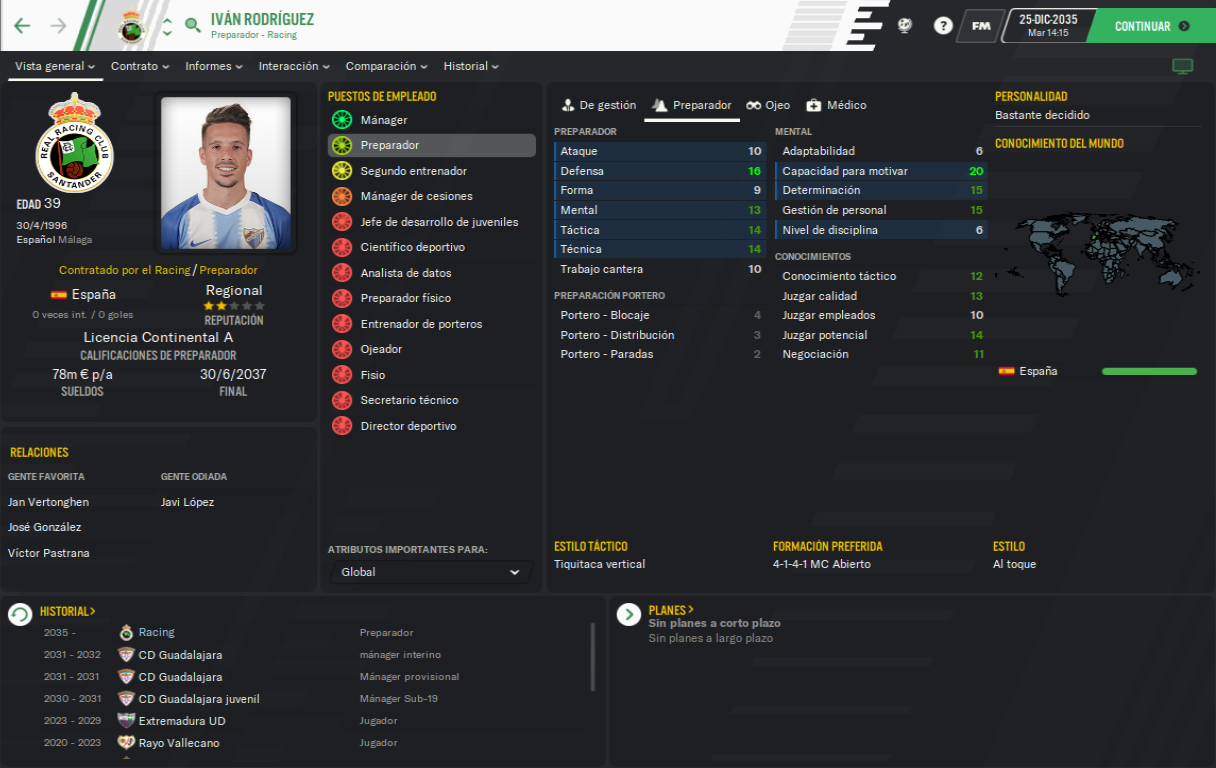 IVÁN RODRÍGUEZ
Preparador - Racing
?
FM
25-DIC-2035
Mar 14:15
CONTINUAR
Vista general
Contrato
Informes
Interacción
Comparación
Historial
REAL RACING CLUB
SANTANDER
EDAD 39
30/4/1996
Español Málaga
Contratado por el Racing / Preparador
España
0 veces int. / 0 goles
Regional
REPUTACIÓN
Licencia Continental A
CALIFICACIONES DE PREPARADOR
78m € p/a
SUELDOS
30/6/2037
FINAL
RELACIONES
GENTE FAVORITA
GENTE ODIADA
Jan Vertonghen
Javi López
José González
Víctor Pastrana
PUESTOS DE EMPLEADO
Mánager
Preparador
Segundo entrenador
Mánager de cesiones
Jefe de desarrollo de juveniles
Científico deportivo
Analista de datos
Preparador físico
Entrenador de porteros
Ojeador
Fisio
Secretario técnico
Director deportivo
ATRIBUTOS IMPORTANTES PARA:
Global
De gestión
Preparador
Ojeo
Médico
PREPARADOR
Ataque 10
Defensa 16
Forma 9
Mental 13
Táctica 14
Técnica 14
Trabajo cantera 10
PREPARACIÓN PORTERO
Portero - Blocaje 4
Portero - Distribución 3
Portero - Paradas 2
MENTAL
Adaptabilidad 6
Capacidad para motivar 20
Determinación 15
Gestión de personal 15
Nivel de disciplina 6
CONOCIMIENTOS
Conocimiento táctico 12
Juzgar calidad 13
Juzgar empleados 10
Juzgar potencial 14
Negociación 11
PERSONALIDAD
Bastante decidido
CONOCIMIENTO DEL MUNDO
España
ESTILO TÁCTICO
Tiquitaca vertical
FORMACIÓN PREFERIDA
4-1-4-1 MC Abierto
ESTILO
Al toque
HISTORIAL >
2035 - Racing Preparador
2031 - 2032 CD Guadalajara mánager interino
2031 - 2031 CD Guadalajara Mánager provisional
2030 - 2031 CD Guadalajara juvenil Mánager Sub-19
2023 - 2029 Extremadura UD Jugador
2020 - 2023 Rayo Vallecano Jugador
PLANES >
Sin planes a corto plazo
Sin planes a largo plazo